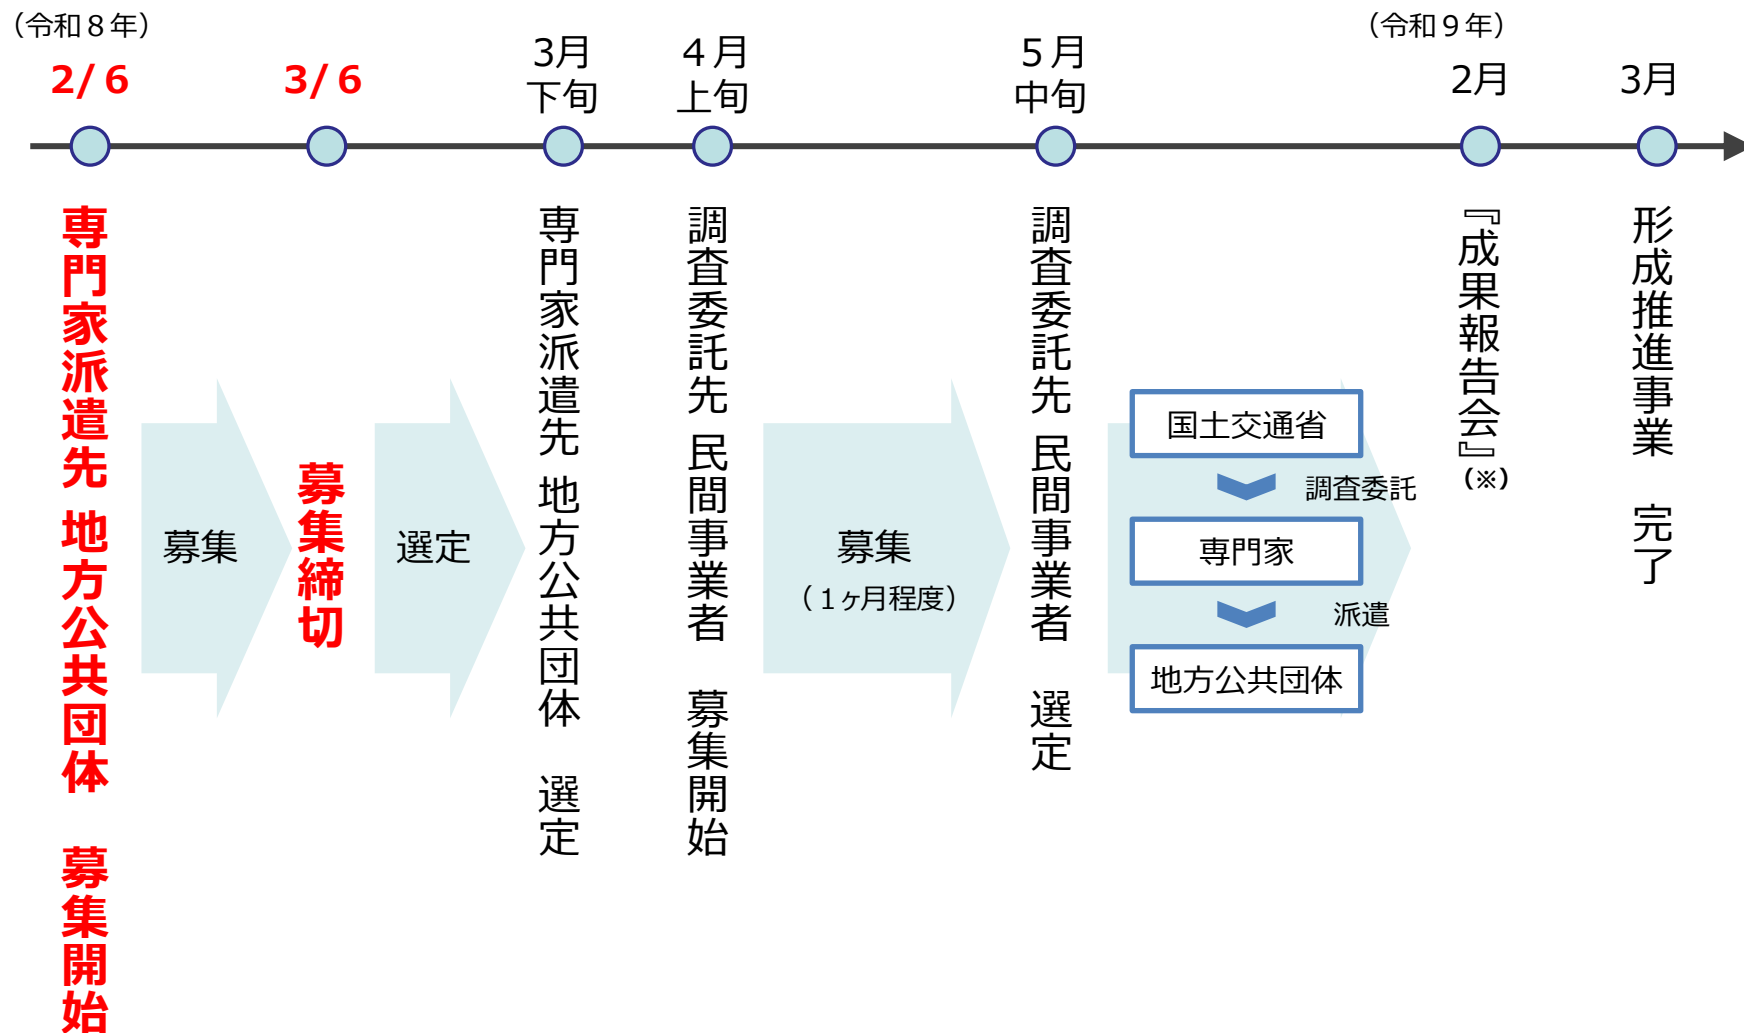 （令和８年）
（令和９年）
2/６
3/６
3月
下旬
４月
上旬
５月
中旬
2月
3月
専門家派遣先 地方公共団体　募集開始
募集
募集締切
選定
専門家派遣先 地方公共団体　選定
調査委託先 民間事業者　募集開始
募集
（１ヶ月程度）
調査委託先 民間事業者　選定
国土交通省
調査委託
専門家
派遣
地方公共団体
『成果報告会』
（※）
形成推進事業　完了